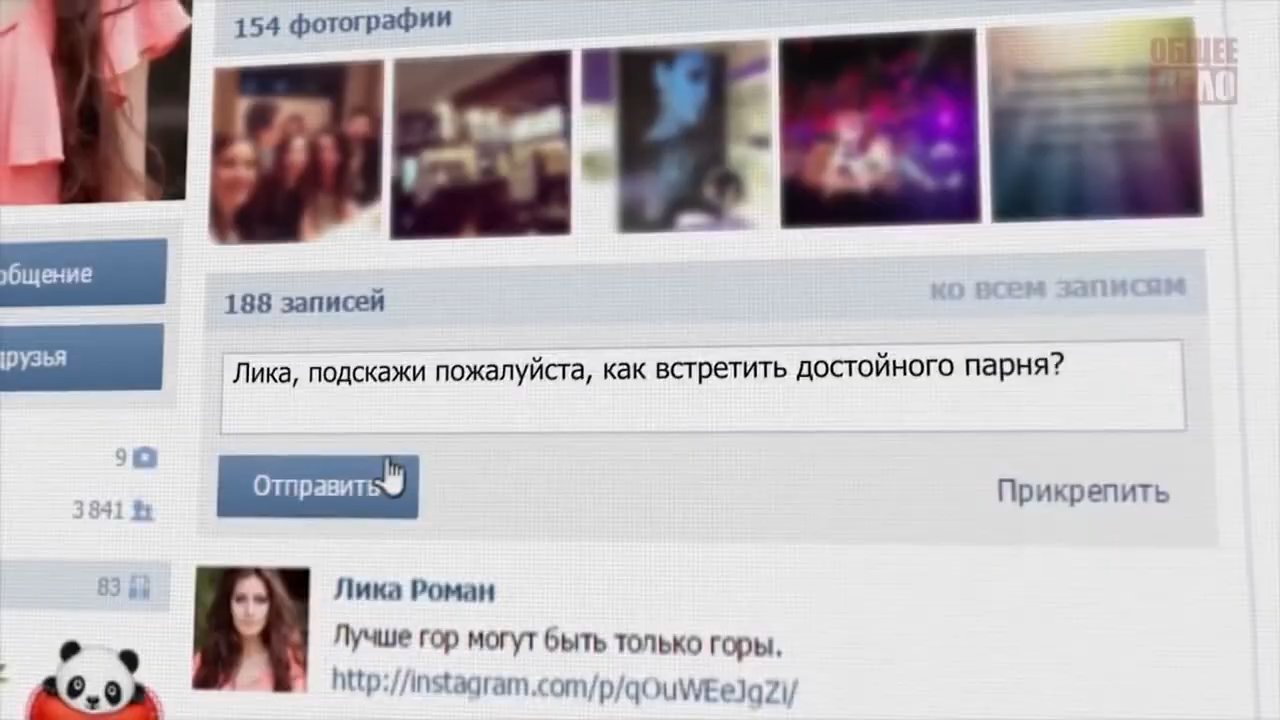 154 фотографии
ОБЩЕЕ
общение
188 записей
ко всем записям
друзья
Лика, подскажи пожалуйста, как встретить достойного парня?
9
Отправить
Прикрепить
3 841
83
Лика Роман
Лучше гор могут быть только горы.
http://instagram.com/p/qOuWEeJgZi/